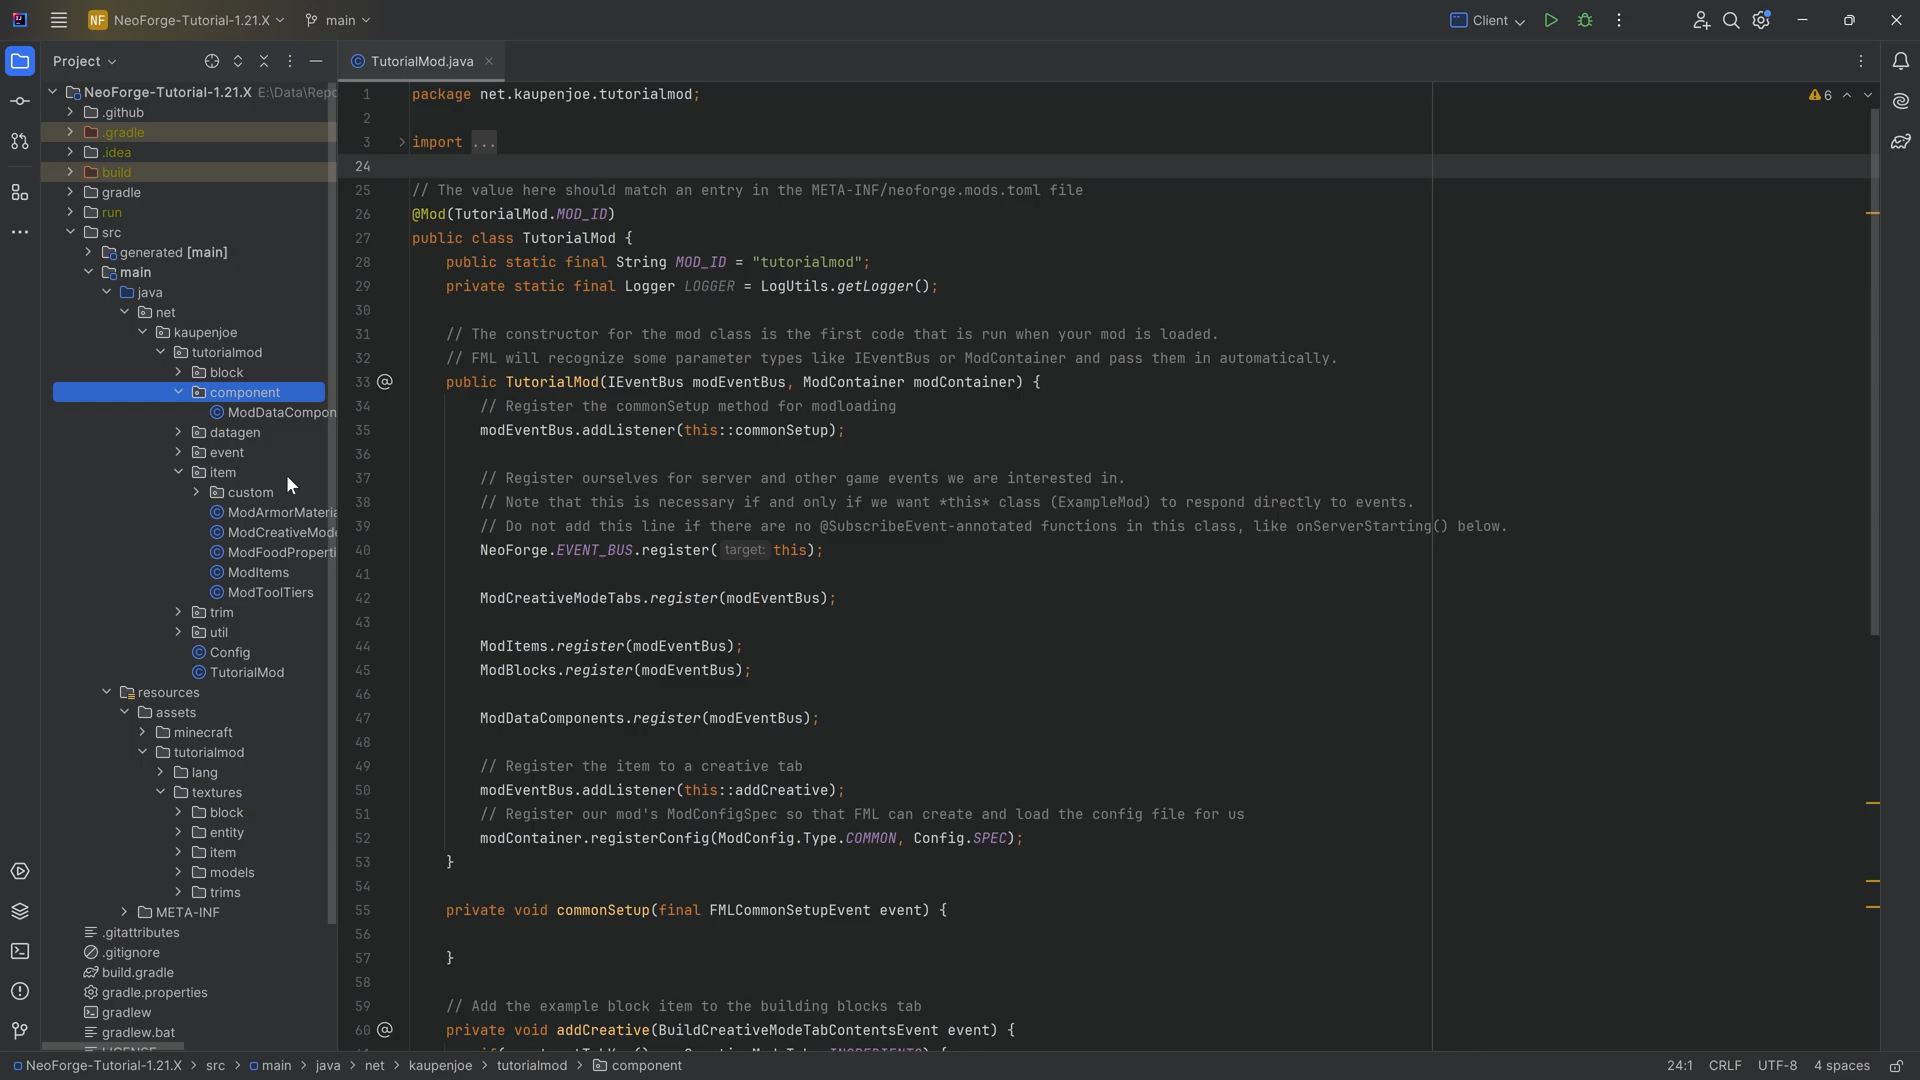 NF NeoForge-Tutorial-1.21.X
main
Client
Project
TutorialMod.java
NeoForge-Tutorial-1.21.X E:\Data\Repo
.github
.gradle
.idea
build
gradle
run
src
generated [main]
main
java
net
kaupenjoe
tutorialmod
block
component
ModDataCompon
datagen
event
item
custom
ModArmorMateria
ModCreativeMode
ModFoodProperti
ModItems
ModToolTiers
trim
util
Config
TutorialMod
resources
assets
minecraft
tutorialmod
lang
textures
block
entity
item
models
trims
META-INF
.gitattributes
.gitignore
build.gradle
gradle.properties
gradlew
gradlew.bat
LICENSE
6
1 package net.kaupenjoe.tutorialmod;
2
3 import ...
24
25 // The value here should match an entry in the META-INF/neoforge.mods.toml file
26 @Mod(TutorialMod.MOD_ID)
27 public class TutorialMod {
28 public static final String MOD_ID = "tutorialmod";
29 private static final Logger LOGGER = LogUtils.getLogger();
30
31 // The constructor for the mod class is the first code that is run when your mod is loaded.
32 // FML will recognize some parameter types like IEventBus or ModContainer and pass them in automatically.
33 public TutorialMod(IEventBus modEventBus, ModContainer modContainer) {
34 // Register the commonSetup method for modloading
35 modEventBus.addListener(this::commonSetup);
36
37 // Register ourselves for server and other game events we are interested in.
38 // Note that this is necessary if and only if we want *this* class (ExampleMod) to respond directly to events.
39 // Do not add this line if there are no @SubscribeEvent-annotated functions in this class, like onServerStarting() below.
40 NeoForge.EVENT_BUS.register( target: this);
41
42 ModCreativeModeTabs.register(modEventBus);
43
44 ModItems.register(modEventBus);
45 ModBlocks.register(modEventBus);
46
47 ModDataComponents.register(modEventBus);
48
49 // Register the item to a creative tab
50 modEventBus.addListener(this::addCreative);
51 // Register our mod's ModConfigSpec so that FML can create and load the config file for us
52 modContainer.registerConfig(ModConfig.Type.COMMON, Config.SPEC);
53 }
54
55 private void commonSetup(final FMLCommonSetupEvent event) {
56
57 }
58
59 // Add the example block item to the building blocks tab
60 private void addCreative(BuildCreativeModeTabContentsEvent event) {
NeoForge-Tutorial-1.21.X > src > main > java > net > kaupenjoe > tutorialmod > component
24:1 CRLF UTF-8 4 spaces